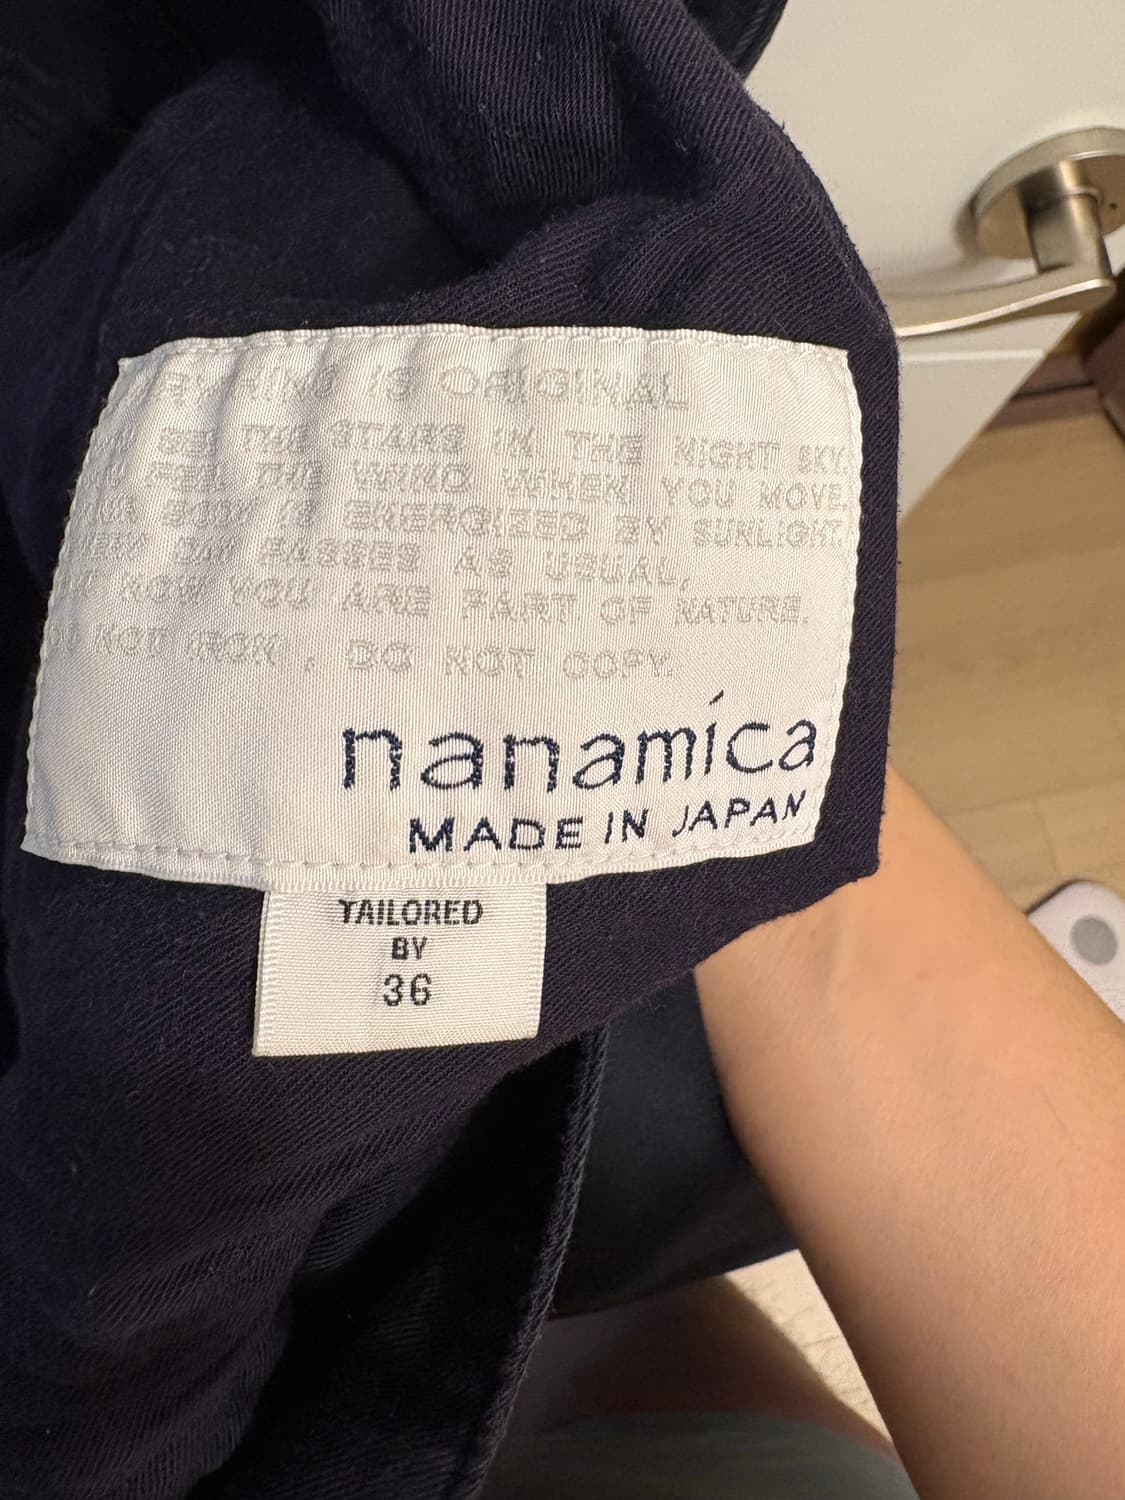 IS ORIGINAL
SEE THE STARS IN THE NIGHT SKY.
FEEL THE WIND WHEN YOU MOVE.
BODY IS ENERGIZED BY SUNLIGHT.
DAY PASSES AS USUAL,
NOW YOU ARE PART OF NATURE.
NOT IRON. DO NOT COPY.
nanamíca
MADE IN JAPAN
TAILORED
BY
36